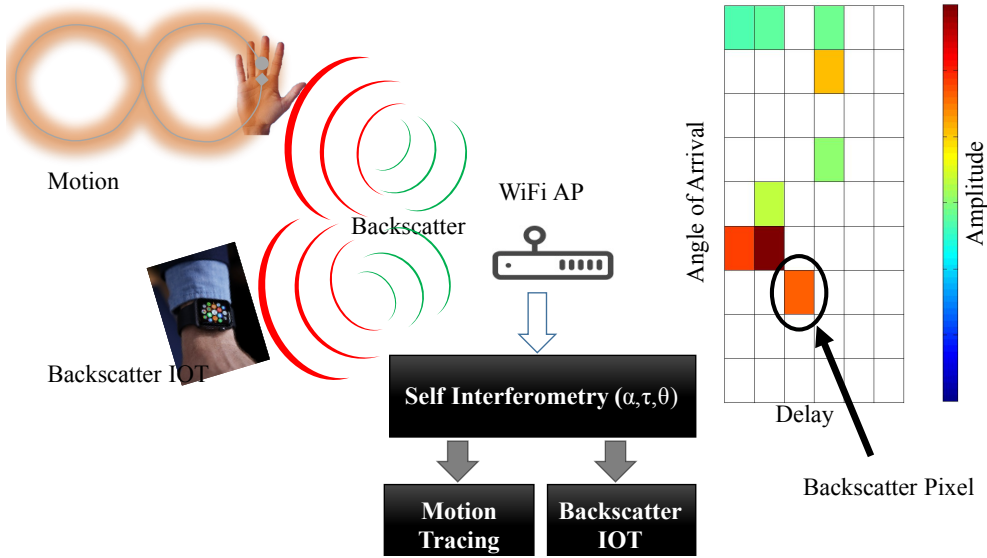 Motion
Backscatter
WiFi AP
Backscatter IOT
Self Interferometry (α,τ,θ)
Motion
Tracing
Backscatter
IOT
Angle of Arrival
Delay
Amplitude
Backscatter Pixel